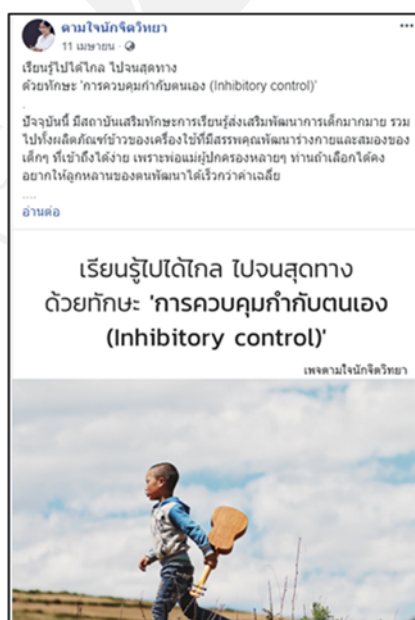 ตามใจนักจิตวิทยา
11 เมษายน ·
เรียนรู้ไปได้ไกล ไปจนสุดทาง
ด้วยทักษะ 'การควบคุมกำกับตนเอง (Inhibitory control)'
.
ปัจจุบันนี้ มีสถาบันเสริมทักษะการเรียนรู้ส่งเสริมพัฒนาการเด็กมากมาย รวม
ไปทั้งผลิตภัณฑ์ข้าวของเครื่องใช้ที่มีสรรพคุณพัฒนาร่างกายและสมองของ
เด็กๆ ที่เข้าถึงได้ง่าย เพราะพ่อแม่ผู้ปกครองหลายๆ ท่านถ้าเลือกได้คง
อยากให้ลูกหลานของตนพัฒนาได้เร็วกว่าค่าเฉลี่ย
....
อ่านต่อ
เรียนรู้ไปได้ไกล ไปจนสุดทาง
ด้วยทักษะ 'การควบคุมกำกับตนเอง
(Inhibitory control)'
เพจตามใจนักจิตวิทยา